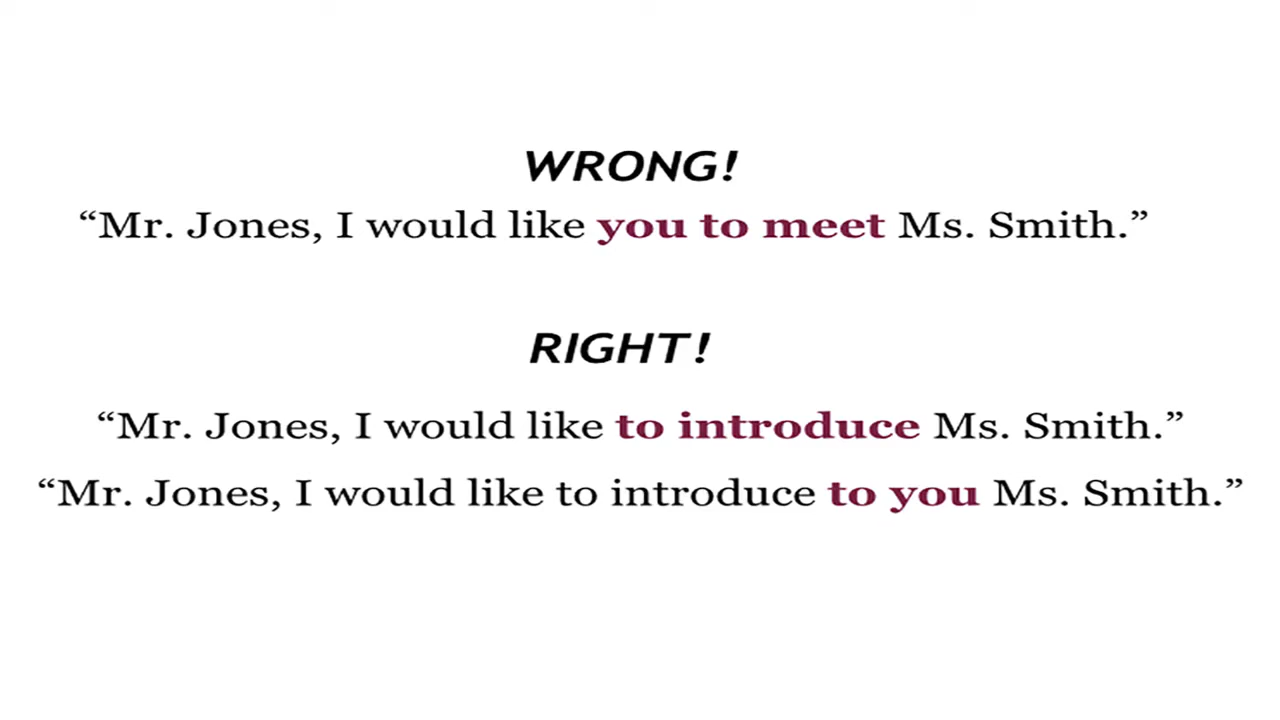 WRONG!
“Mr. Jones, I would like you to meet Ms. Smith.”
RIGHT!
“Mr. Jones, I would like to introduce Ms. Smith.”
“Mr. Jones, I would like to introduce to you Ms. Smith.”